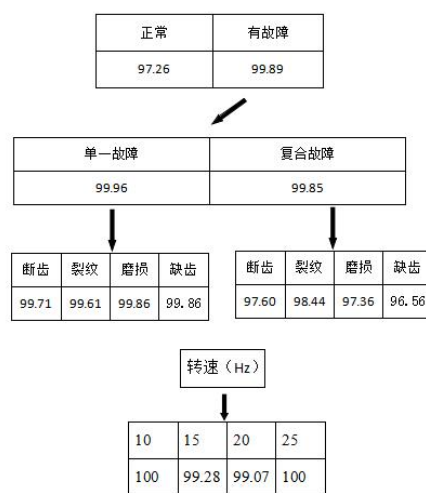 正常 有故障
97.26 99.89
单一故障 复合故障
99.96 99.85
断齿 裂纹 磨损 缺齿
99.71 99.61 99.86 99.86
断齿 裂纹 磨损 缺齿
97.60 98.44 97.36 96.56
转速（Hz）
10 15 20 25
100 99.28 99.07 100